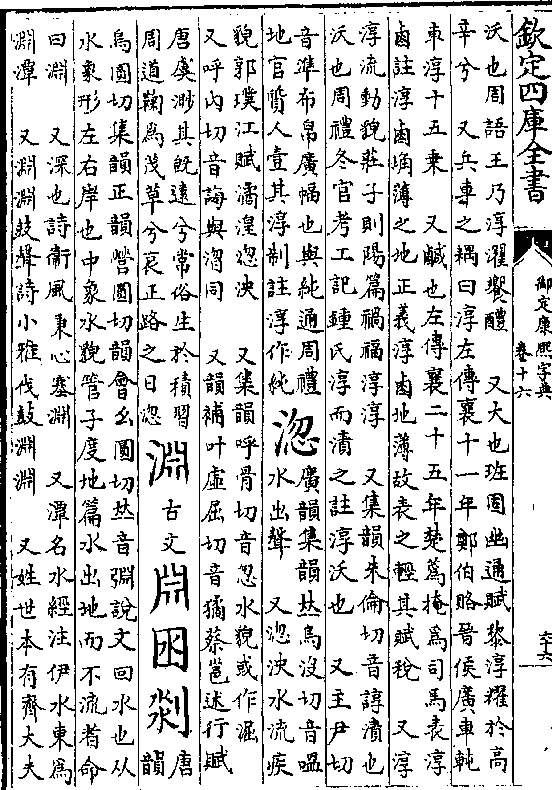 欽定四庫全書
御定康熙字典
卷十六
沃也周語王乃淳濯饗醴　又大也班固幽通賦黎淳耀於高
辛兮　又兵車之耦曰淳左傳襄十一年鄭伯賂晉侯廣車軘
車淳十五乗　又鹹也左傳襄二十五年楚蒍掩為司馬表淳
鹵註淳鹵埆薄之地正義淳鹵地薄故表之輕其賦稅　又淳
淳流動貌莊子則陽篇禍福淳淳　又集韻朱倫切音諄漬也
沃也周禮冬官考工記鍾氏淳而漬之註淳沃也　又主尹切
音準布帛廣幅也與純通周禮
地官質人壹其淳制註淳作純
淴
廣韻集韻𠀤烏沒切音嗢
水出聲　又淴泱水流疾
貌郭璞江賦潏湟淴泱　又集韻呼骨切音忽水貌或作淈
又呼內切音誨與潪同　又韻補叶虛屈切音㺷蔡邕述行賦
唐虞渺其旣遠兮常俗生於積習
周道鞠為茂草兮哀正路之日淴
淵
古文
𣶒
囦
㓎
唐
韻
烏圓切集韻正韻縈圓切韻會幺圓切𠀤音蜵說文回水也从
水象形左右岸也中象水貌管子度地篇水出地而不流者命
曰淵　又深也詩衞風秉心塞淵　又潭名水經注伊水東為
淵潭　又淵淵鼓聲詩小雅伐鼓淵淵　又姓世本有齊大夫